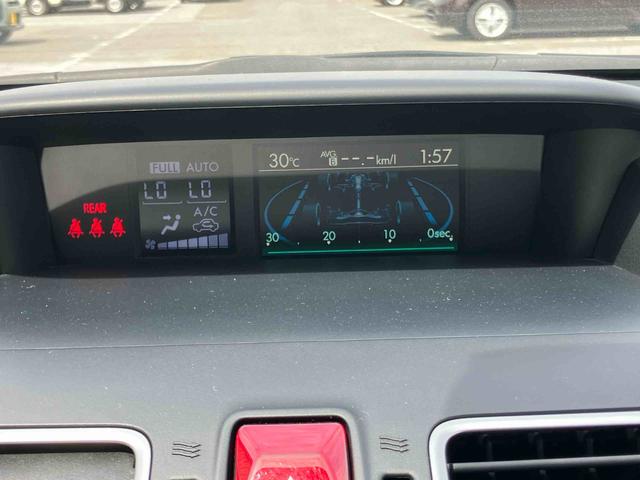 FULL AUTO
LO LO
A/C
REAR
30℃ AVG B --.-km/l 1:57
30 20 10 0sec